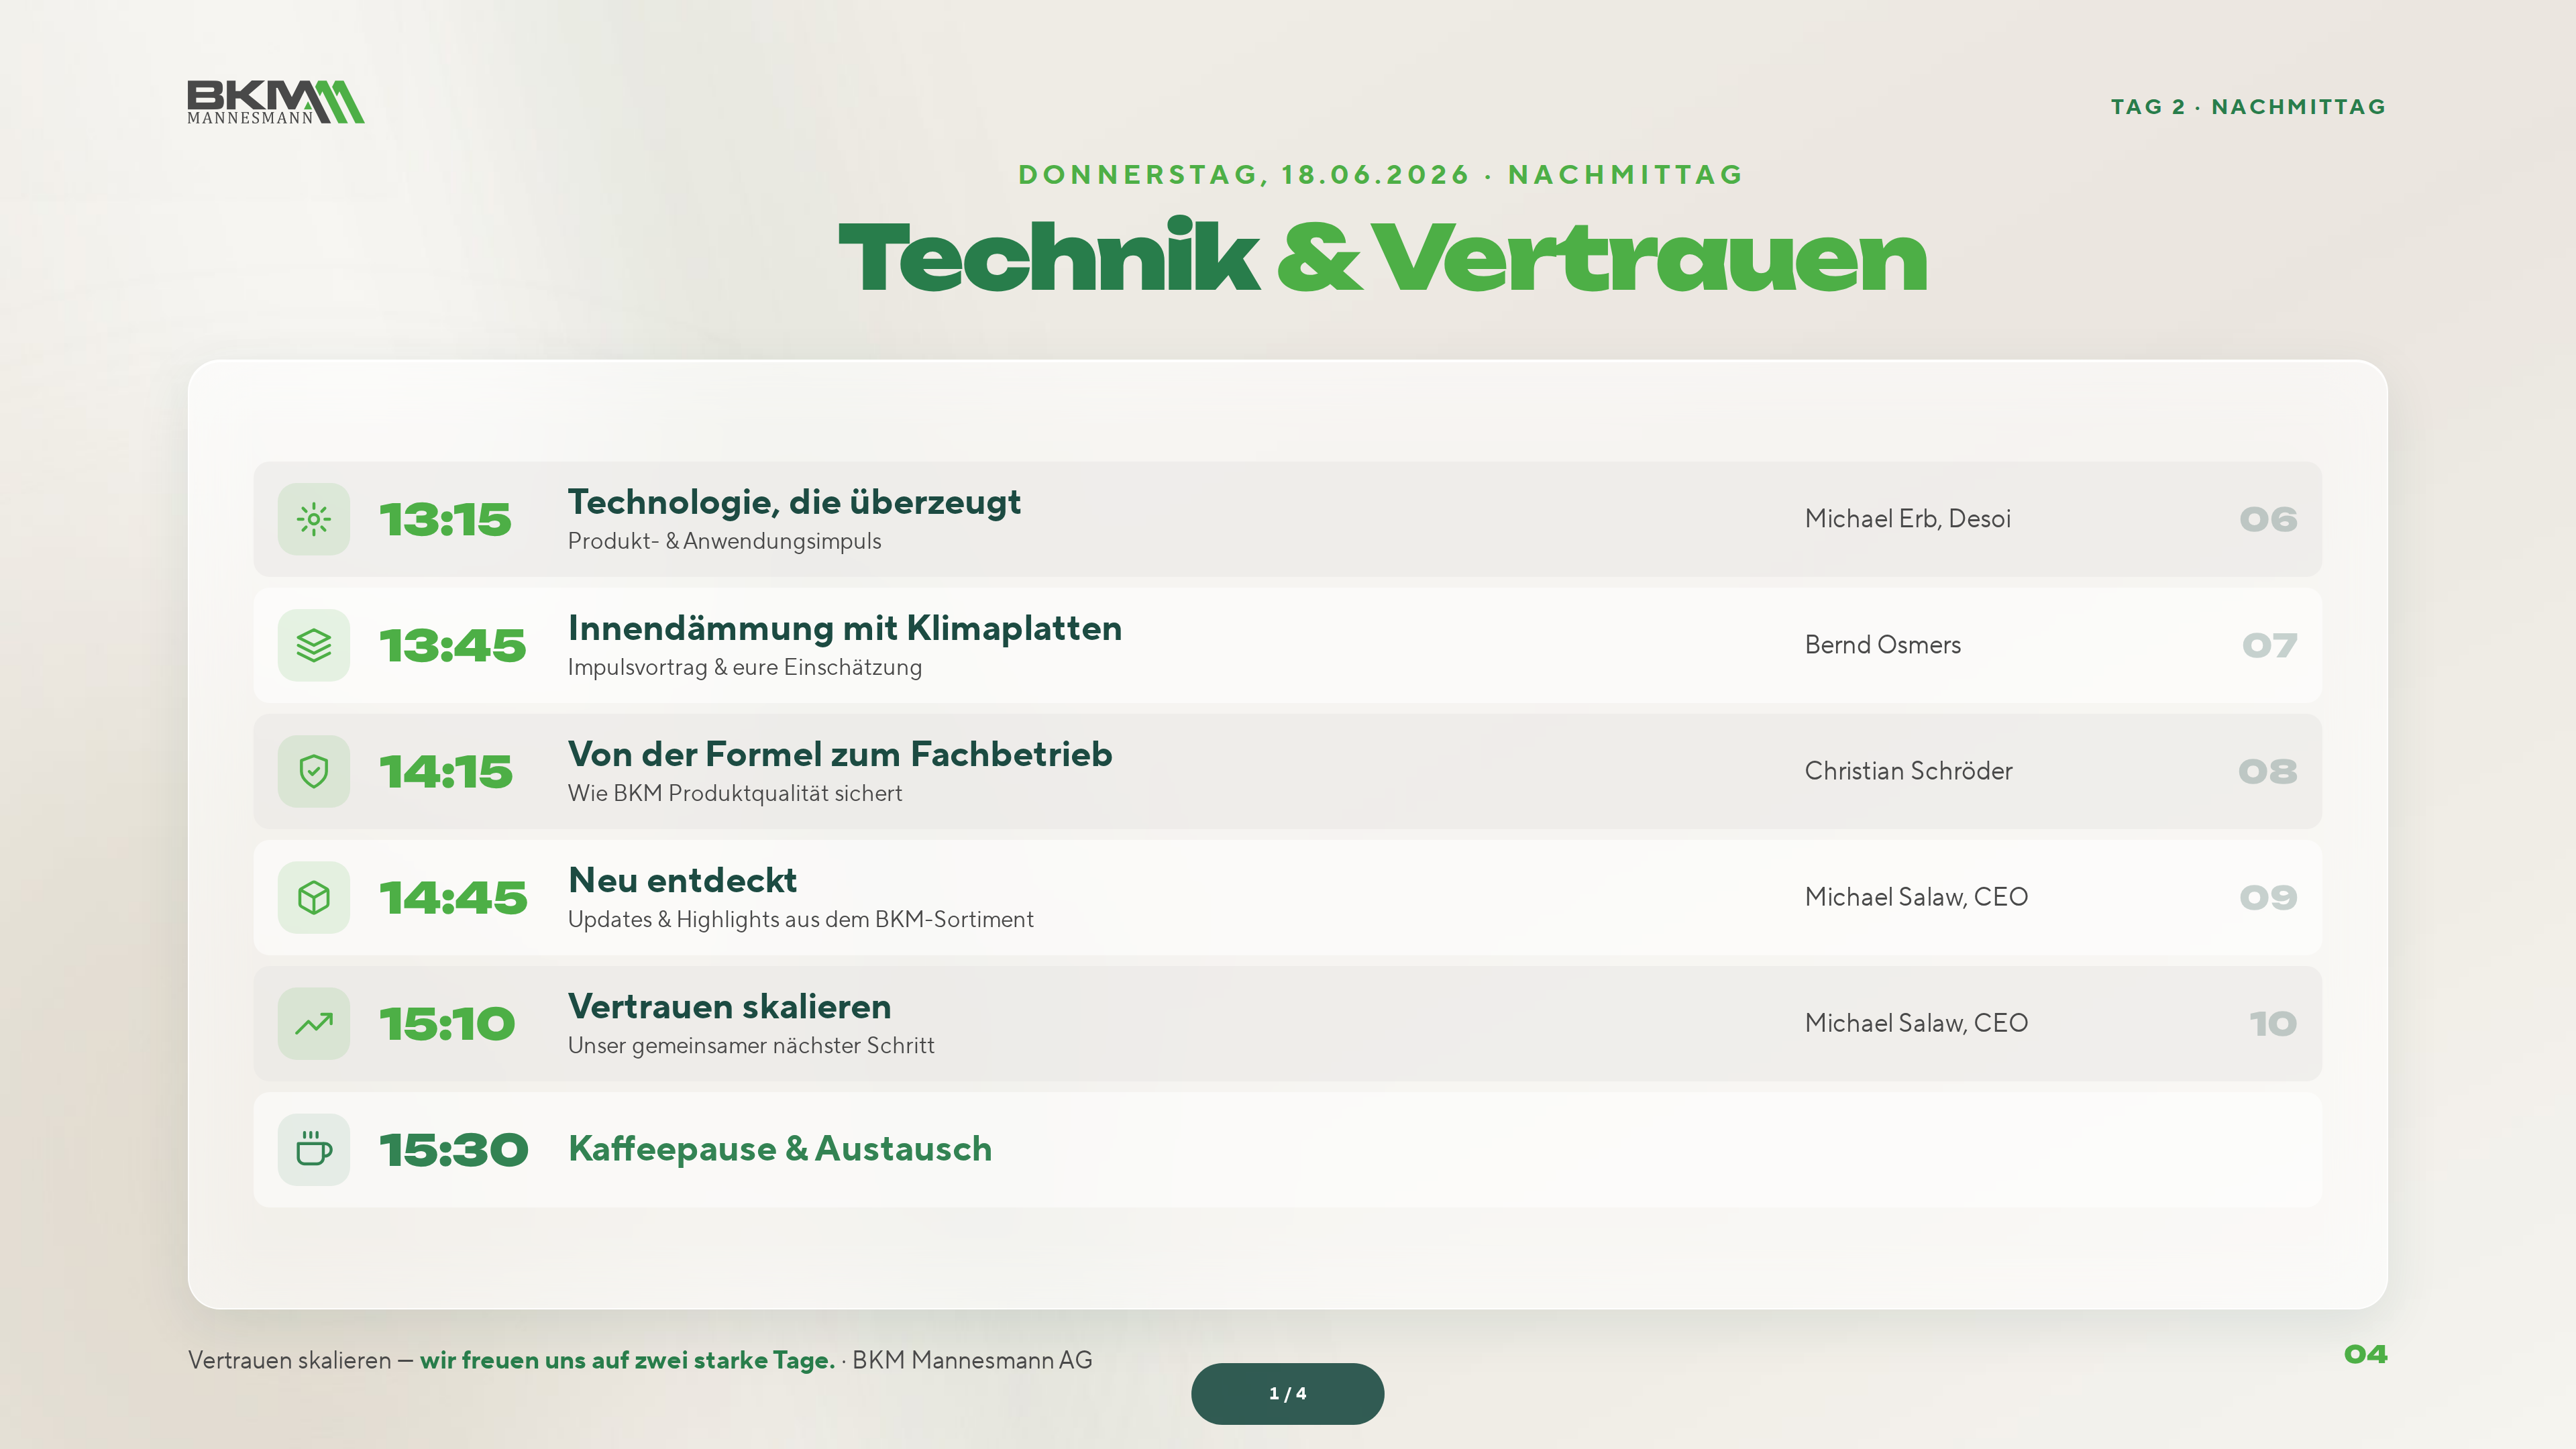 BKM
MANNESMANN
TAG 2 · NACHMITTAG
DONNERSTAG, 18.06.2026 · NACHMITTAG
Technik & Vertrauen
13:15 Technologie, die überzeugt Michael Erb, Desoi 06
Produkt- & Anwendungsimpuls
13:45 Innendämmung mit Klimaplatten Bernd Osmers 07
Impulsvortrag & eure Einschätzung
14:15 Von der Formel zum Fachbetrieb Christian Schröder 08
Wie BKM Produktqualität sichert
14:45 Neu entdeckt Michael Salaw, CEO 09
Updates & Highlights aus dem BKM-Sortiment
15:10 Vertrauen skalieren Michael Salaw, CEO 10
Unser gemeinsamer nächster Schritt
15:30 Kaffeepause & Austausch
Vertrauen skalieren — wir freuen uns auf zwei starke Tage. · BKM Mannesmann AG
04
1 / 4